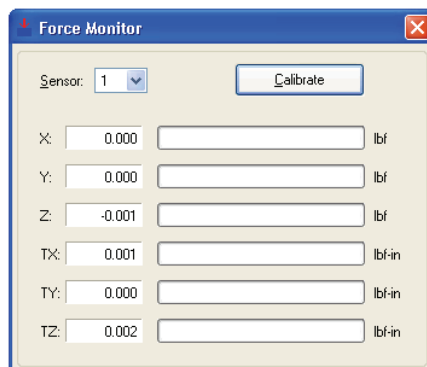 Force Monitor
Sensor: 1 Calibrate
X: 0.000 lbf
Y: 0.000 lbf
Z: -0.001 lbf
TX: 0.001 lbf-in
TY: 0.000 lbf-in
TZ: 0.002 lbf-in